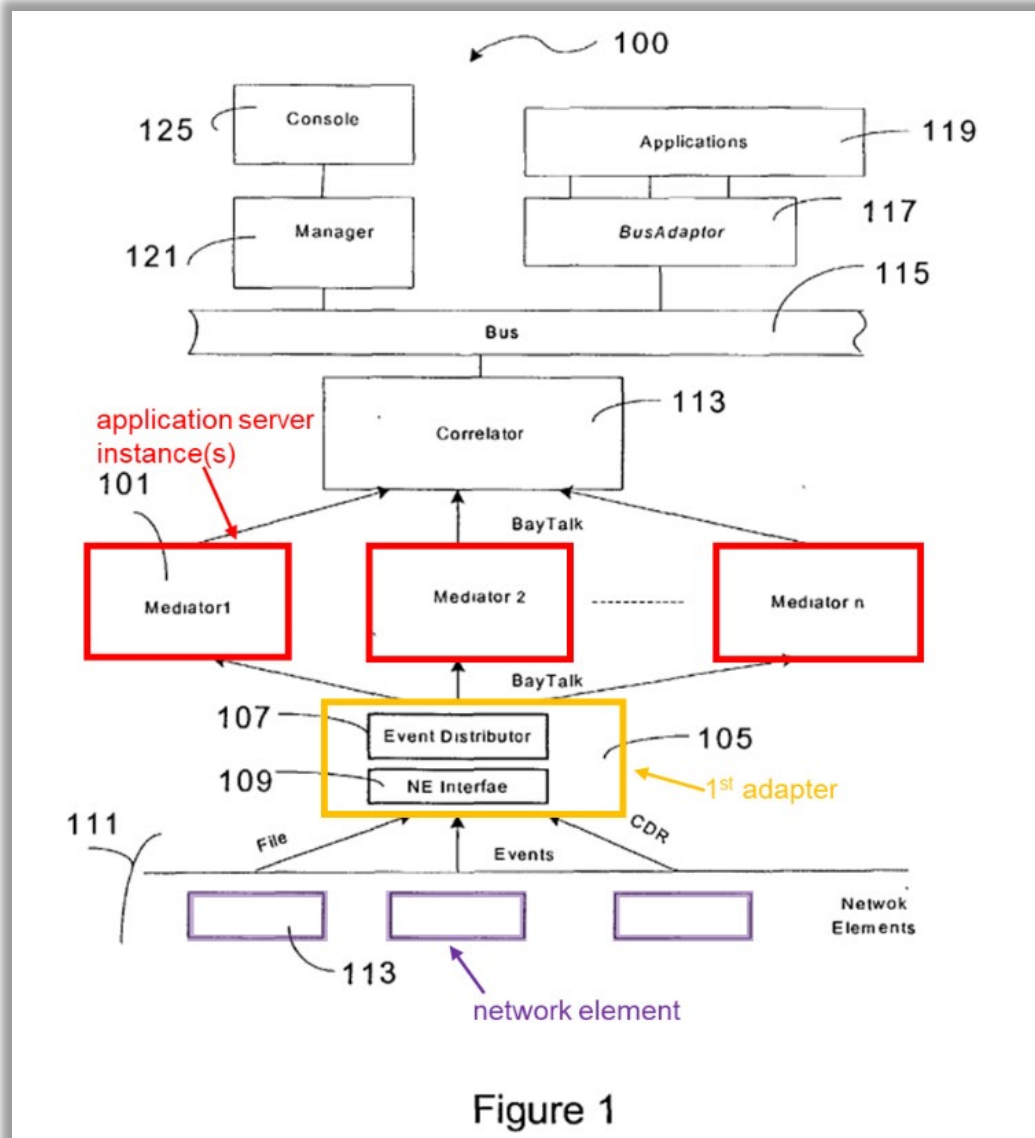 100
Console
125
Applications
119
Manager
121
BusAdaptor
117
115
Bus
113
Correlator
application server
instance(s)
101
BayTalk
Mediator1
Mediator 2
Mediator n
BayTalk
107
Event Distributor
105
109
NE Interfae
1st adapter
111
File
Events
CDR
Netwok
Elements
113
network element
Figure 1